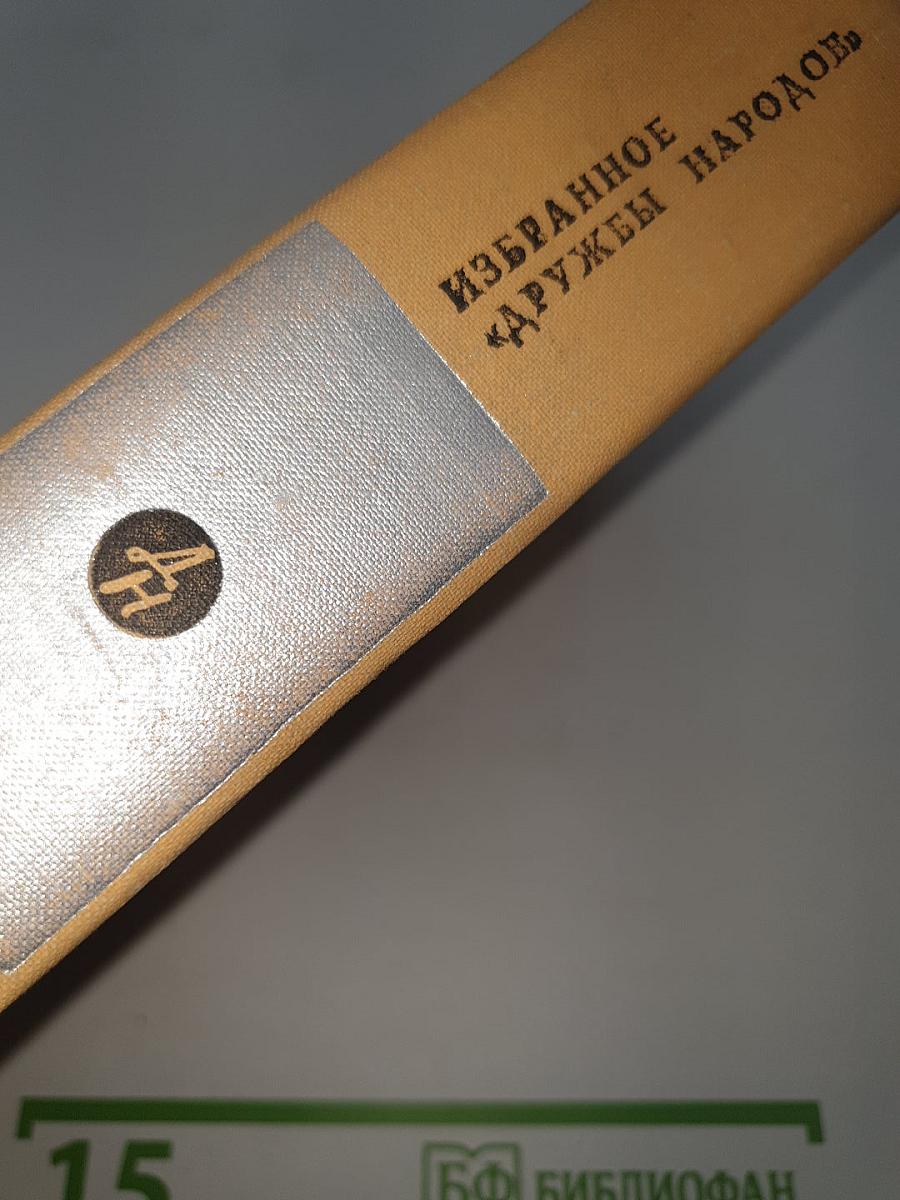 ИЗБРАННОЕ
«ДРУЖБЫ НАРОДОВ»
ДН
15
БФ БИБЛИОФАН